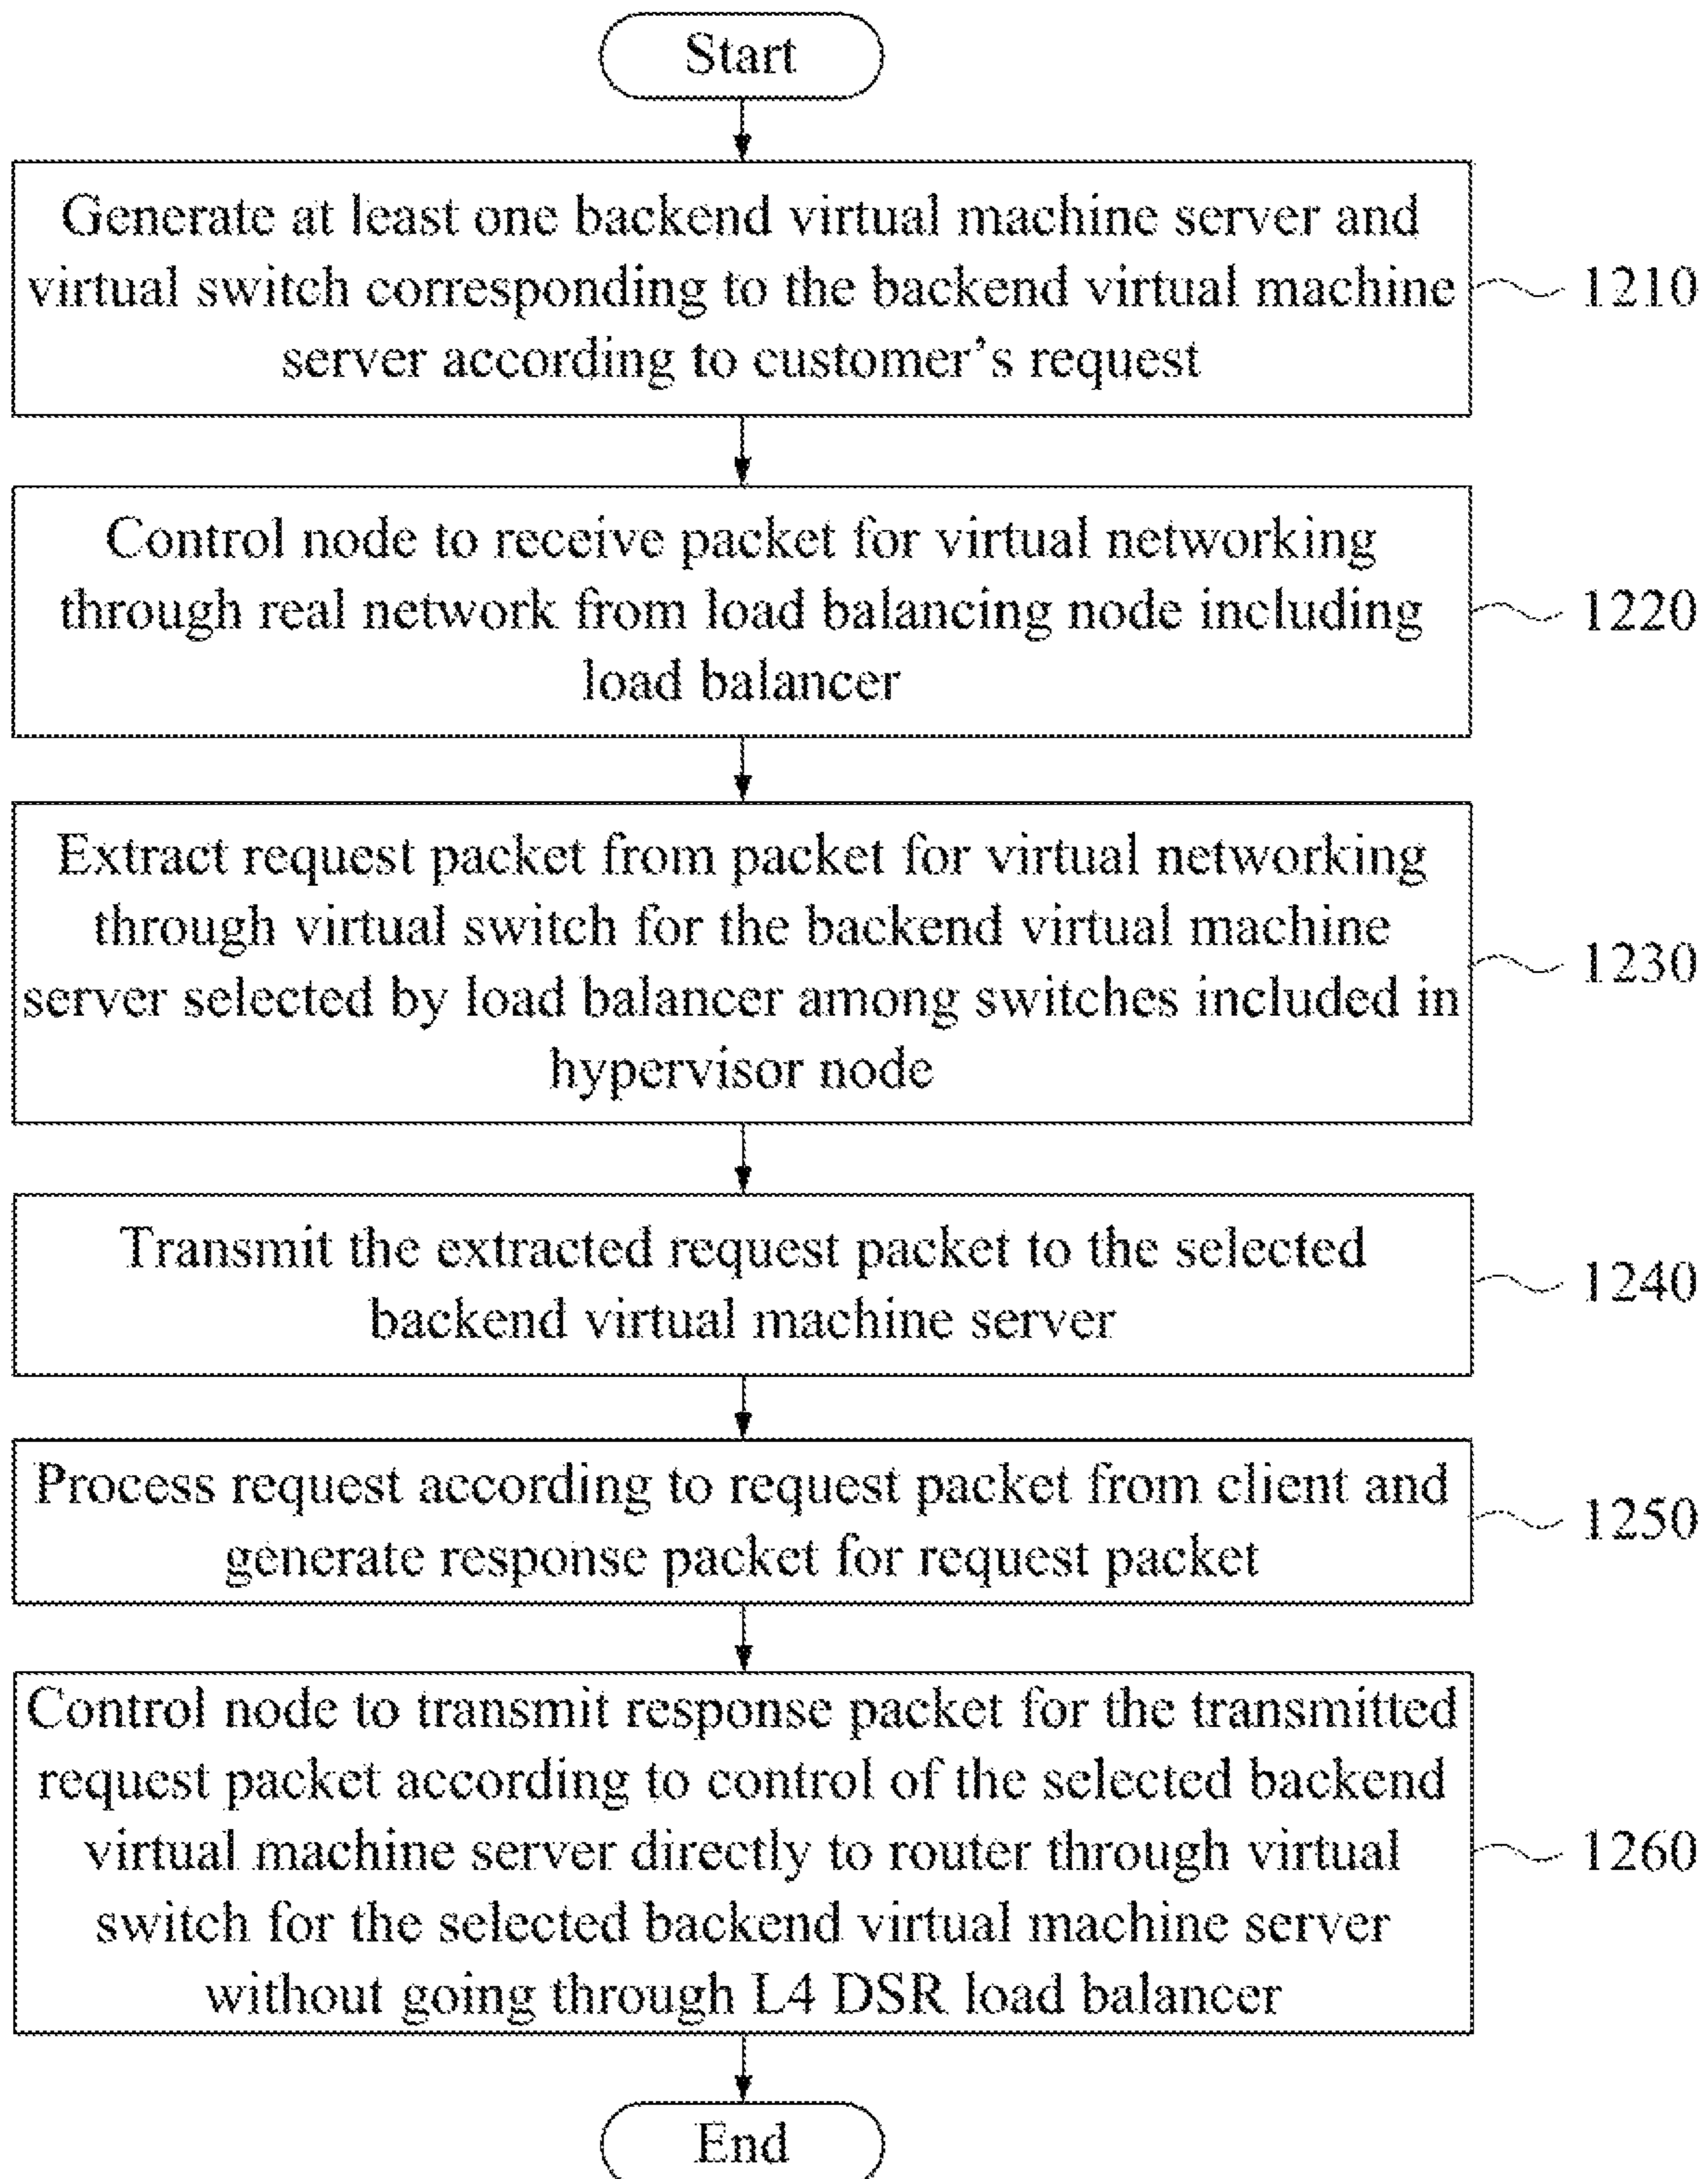 Start
Generate at least one backend virtual machine server and
virtual switch corresponding to the backend virtual machine
server according to customer's request
1210
Control node to receive packet for virtual networking
through real network from load balancing node including
load balancer
1220
Extract request packet from packet for virtual networking
through virtual switch for the backend virtual machine
server selected by load balancer among switches included in
hypervisor node
1230
Transmit the extracted request packet to the selected
backend virtual machine server
1240
Process request according to request packet from client and
generate response packet for request packet
1250
Control node to transmit response packet for the transmitted
request packet according to control of the selected backend
virtual machine server directly to router through virtual
switch for the selected backend virtual machine server
without going through L4 DSR load balancer
1260
End